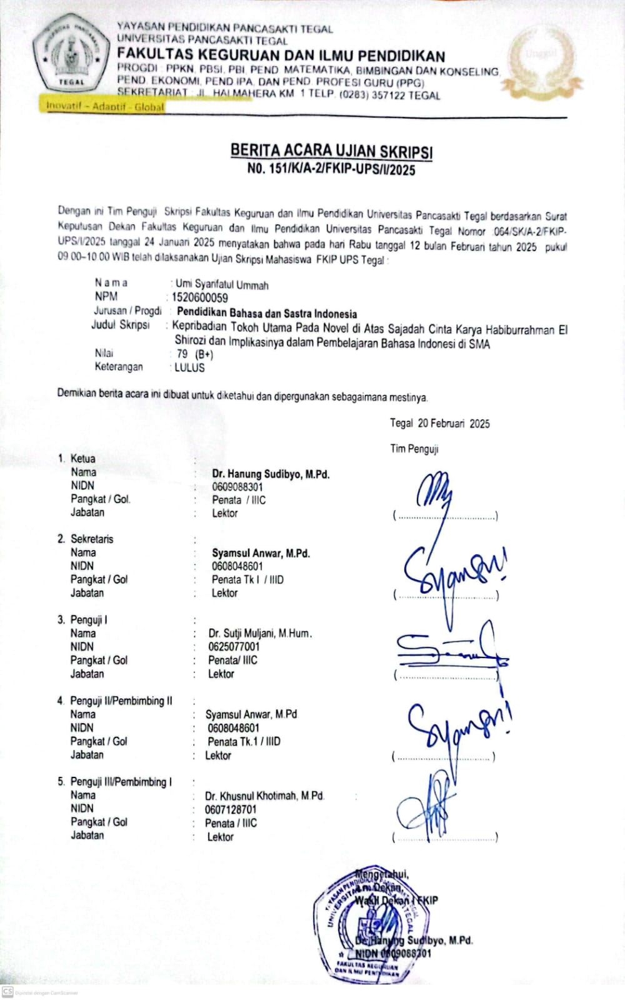 YAYASAN PENDIDIKAN PANCASAKTI TEGAL
UNIVERSITAS PANCASAKTI TEGAL
FAKULTAS KEGURUAN DAN ILMU PENDIDIKAN
PROGDI : PPKN, PBSI, PBI, PEND MATEMATIKA, BIMBINGAN DAN KONSELING,
PEND. EKONOMI, PEND IPA, DAN PEND. PROFESI GURU (PPG)
SEKRETARIAT : JL. HALMAHERA KM 1 TELP. (0283) 357122 TEGAL
TEGAL
Unggul
Inovatif – Adaptif - Global
BERITA ACARA UJIAN SKRIPSI
NO. 151/K/A-2/FKIP-UPS/I/2025
Dengan ini Tim Penguji Skripsi Fakultas Keguruan dan Ilmu Pendidikan Universitas Pancasakti Tegal berdasarkan Surat
Keputusan Dekan Fakultas Keguruan dan Ilmu Pendidikan Universitas Pancasakti Tegal Nomor :064/SK/A-2/FKIP-
UPS/I/2025 tanggal 24 Januari 2025 menyatakan bahwa pada hari Rabu tanggal 12 bulan Februari tahun 2025 pukul
09 00–10 00 WIB telah dilaksanakan Ujian Skripsi Mahasiswa FKIP UPS Tegal :
N a m a : Umi Syarifatul Ummah
NPM : 1520600059
Jurusan / Progdi : Pendidikan Bahasa dan Sastra Indonesia
Judul Skripsi : Kepribadian Tokoh Utama Pada Novel di Atas Sajadah Cinta Karya Habiburrahman El
Shirozi dan Implikasinya dalam Pembelajaran Bahasa Indonesi di SMA
Nilai : 79 (B+)
Keterangan : LULUS
Demikian berita acara ini dibuat untuk diketahui dan dipergunakan sebagaimana mestinya.
Tegal 20 Februari 2025
Tim Penguji
1. Ketua :
Nama : Dr. Hanung Sudibyo, M.Pd.
NIDN : 0609088301
Pangkat / Gol. : Penata / IIIC
Jabatan : Lektor (..............................)
2. Sekretaris :
Nama : Syamsul Anwar, M.Pd.
NIDN : 0608048601
Pangkat / Gol : Penata Tk I / IIID
Jabatan : Lektor (..............................)
3. Penguji I :
Nama : Dr. Sutji Muljani, M.Hum.
NIDN : 0625077001
Pangkat / Gol : Penata/ IIIC
Jabatan : Lektor (..............................)
4. Penguji II/Pembimbing II :
Nama : Syamsul Anwar, M.Pd
NIDN : 0608048601
Pangkat / Gol : Penata Tk.1 / IIID
Jabatan : Lektor (..............................)
5. Penguji III/Pembimbing I :
Nama : Dr. Khusnul Khotimah, M.Pd. :
NIDN : 0607128701
Pangkat / Gol : Penata / IIIC
Jabatan : Lektor (..............................)
Mengetahui,
a.n. Dekan,
Wakil Dekan I FKIP
Dr. Hanung Sudibyo, M.Pd.
NIDN 0609088301
YAYASAN PENDIDIKAN PANCASAKTI TEGAL
UNIVERSITAS PANCASAKTI TEGAL
FAKULTAS KEGURUAN
DAN ILMU PENDIDIKAN
CS Dipindai dengan CamScanner